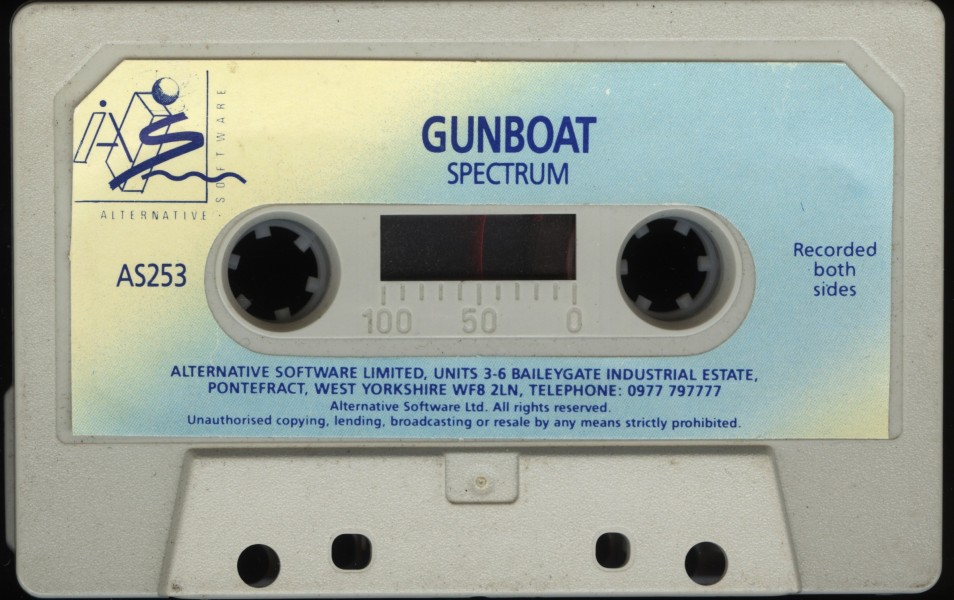 ALTERNATIVE
SOFTWARE
GUNBOAT
SPECTRUM
AS253
Recorded
both
sides
100 50 0
ALTERNATIVE SOFTWARE LIMITED, UNITS 3-6 BAILEYGATE INDUSTRIAL ESTATE,
PONTEFRACT, WEST YORKSHIRE WF8 2LN, TELEPHONE: 0977 797777
Alternative Software Ltd. All rights reserved.
Unauthorised copying, lending, broadcasting or resale by any means strictly prohibited.